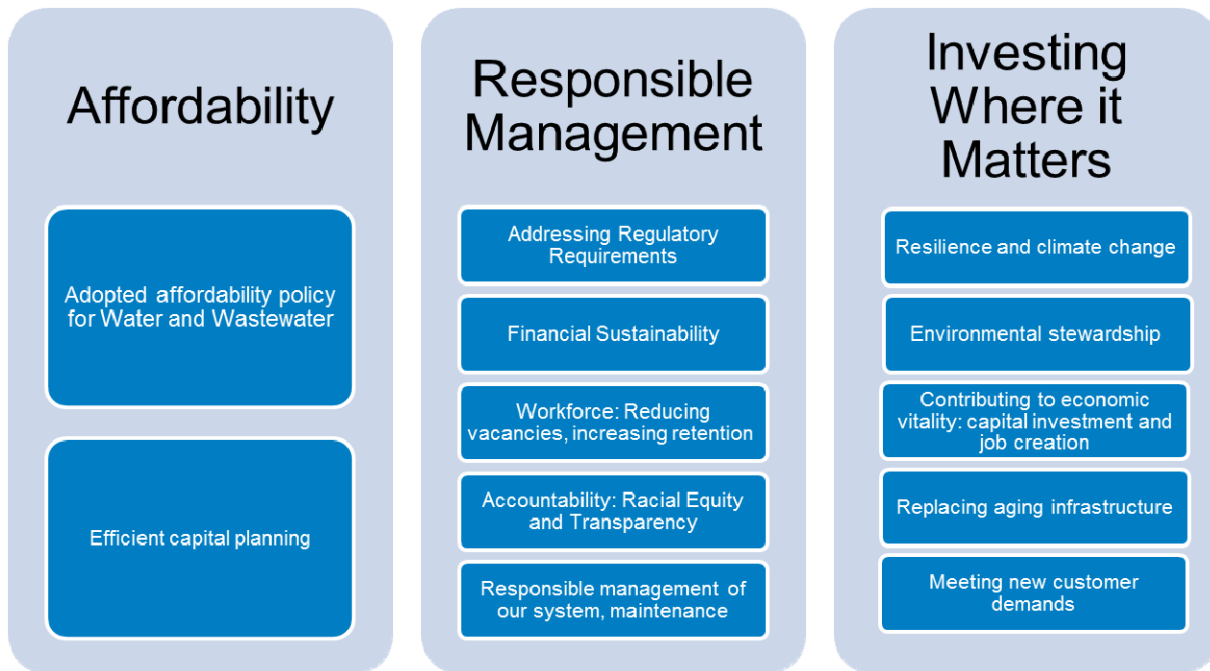 Affordability
Adopted affordability policy
for Water and Wastewater
Efficient capital planning
Responsible
Management
Addressing Regulatory
Requirements
Financial Sustainability
Workforce: Reducing
vacancies, increasing retention
Accountability: Racial Equity
and Transparency
Responsible management of
our system, maintenance
Investing
Where it
Matters
Resilience and climate change
Environmental stewardship
Contributing to economic
vitality: capital investment and
job creation
Replacing aging infrastructure
Meeting new customer
demands